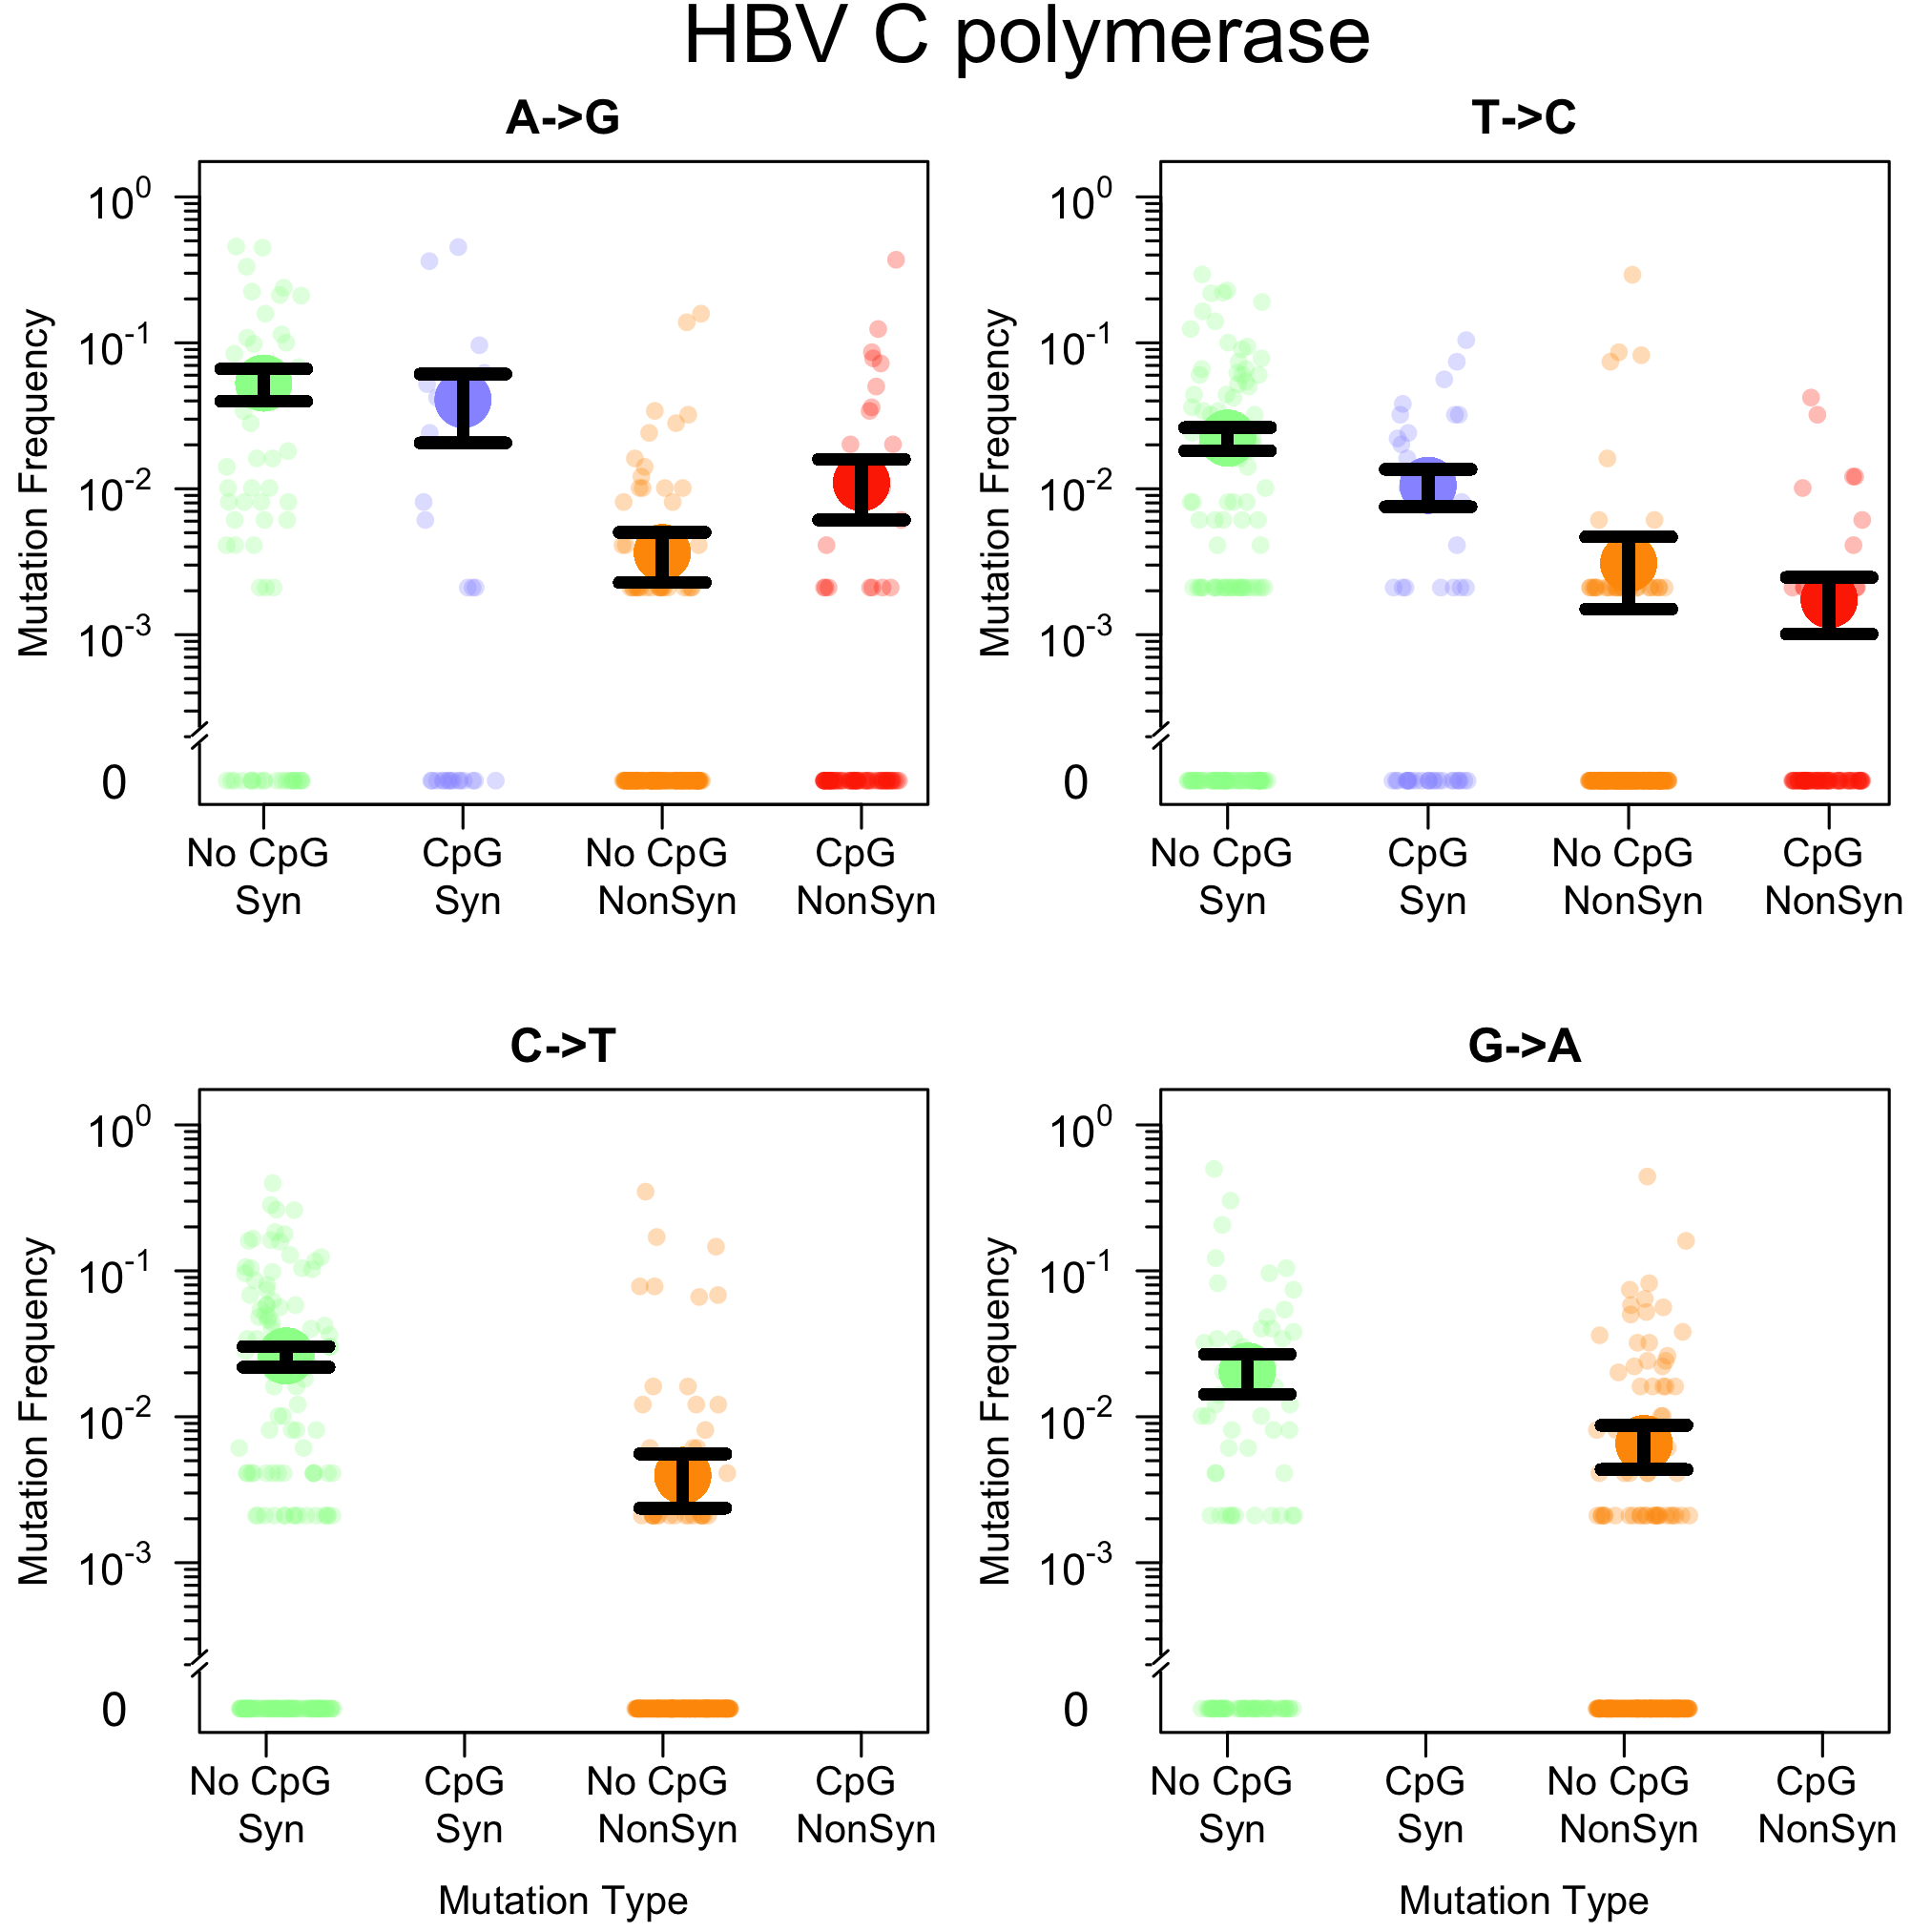 HBV C polymerase
A->G
Mutation Frequency
10^0
10^-1
10^-2
10^-3
0
No CpG CpG No CpG CpG
Syn Syn NonSyn NonSyn
T->C
Mutation Frequency
10^0
10^-1
10^-2
10^-3
0
No CpG CpG No CpG CpG
Syn Syn NonSyn NonSyn
C->T
Mutation Frequency
10^0
10^-1
10^-2
10^-3
0
No CpG CpG No CpG CpG
Syn Syn NonSyn NonSyn
Mutation Type
G->A
Mutation Frequency
10^0
10^-1
10^-2
10^-3
0
No CpG CpG No CpG CpG
Syn Syn NonSyn NonSyn
Mutation Type